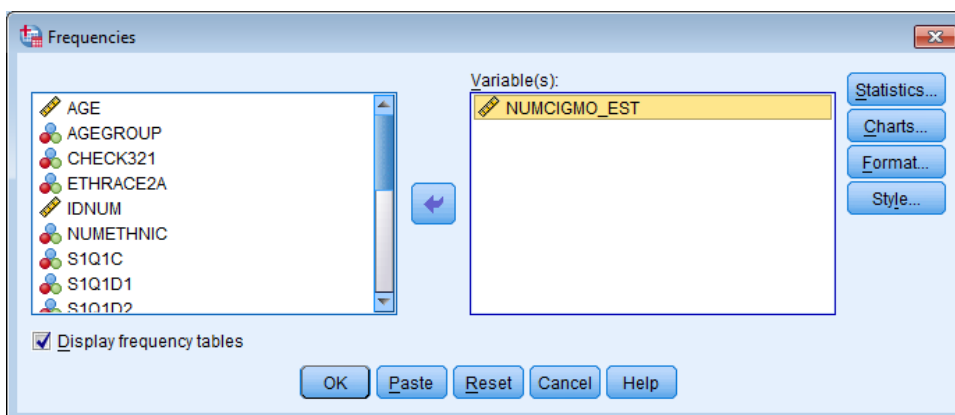 Frequencies
Variable(s):
AGE
AGEGROUP
CHECK321
ETHRACE2A
IDNUM
NUMETHNIC
S1Q1C
S1Q1D1
S1Q1D2
NUMCIGMO_EST
Statistics...
Charts...
Format...
Style...
Display frequency tables
OK Paste Reset Cancel Help